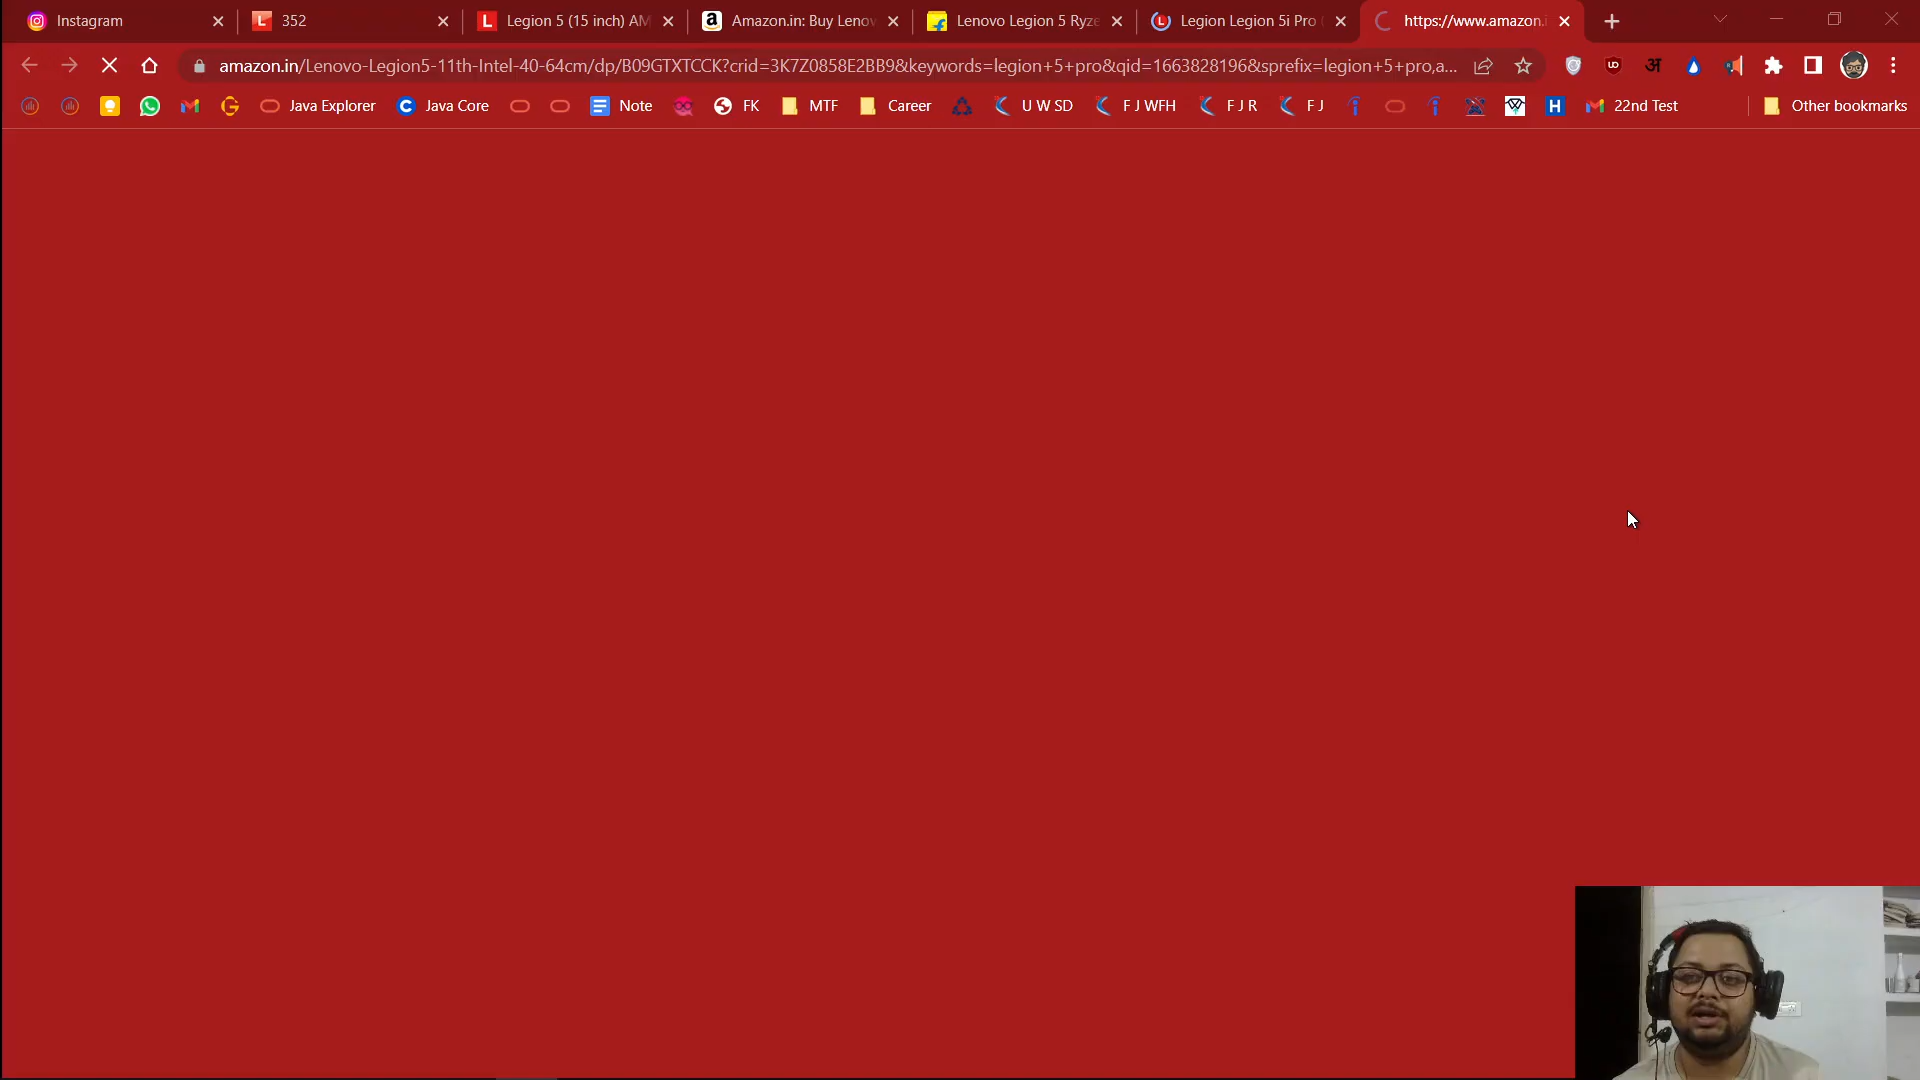 Instagram
352
Legion 5 (15 inch) AM
Amazon.in: Buy Lenov
Lenovo Legion 5 Ryze
Legion Legion 5i Pro (
https://www.amazon.i
amazon.in/Lenovo-Legion5-11th-Intel-40-64cm/dp/B09GTXTCCK?crid=3K7Z0858E2BB9&keywords=legion+5+pro&qid=1663828196&sprefix=legion+5+pro,a...
Java Explorer
Java Core
Note
FK
MTF
Career
U W SD
F J WFH
F J R
F J
22nd Test
Other bookmarks